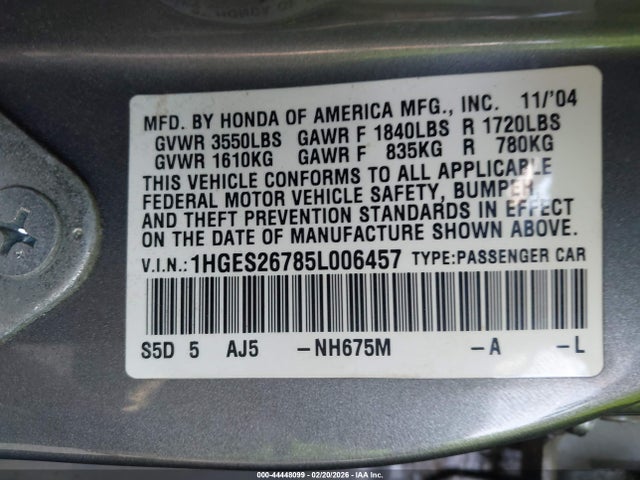 MFD. BY HONDA OF AMERICA MFG., INC. 11/'04
GVWR 3550LBS GAWR F 1840LBS R 1720LBS
GVWR 1610KG GAWR F 835KG R 780KG
THIS VEHICLE CONFORMS TO ALL APPLICABLE
FEDERAL MOTOR VEHICLE SAFETY, BUMPER,
AND THEFT PREVENTION STANDARDS IN EFFECT
ON THE DATE OF MANUFACTURE SHOWN ABOVE.
V.I.N.:1HGES26785L006457 TYPE:PASSENGER CAR
S5D 5 AJ5 -NH675M -A -L
000-44448099 - 02/20/2026 - IAA Inc.